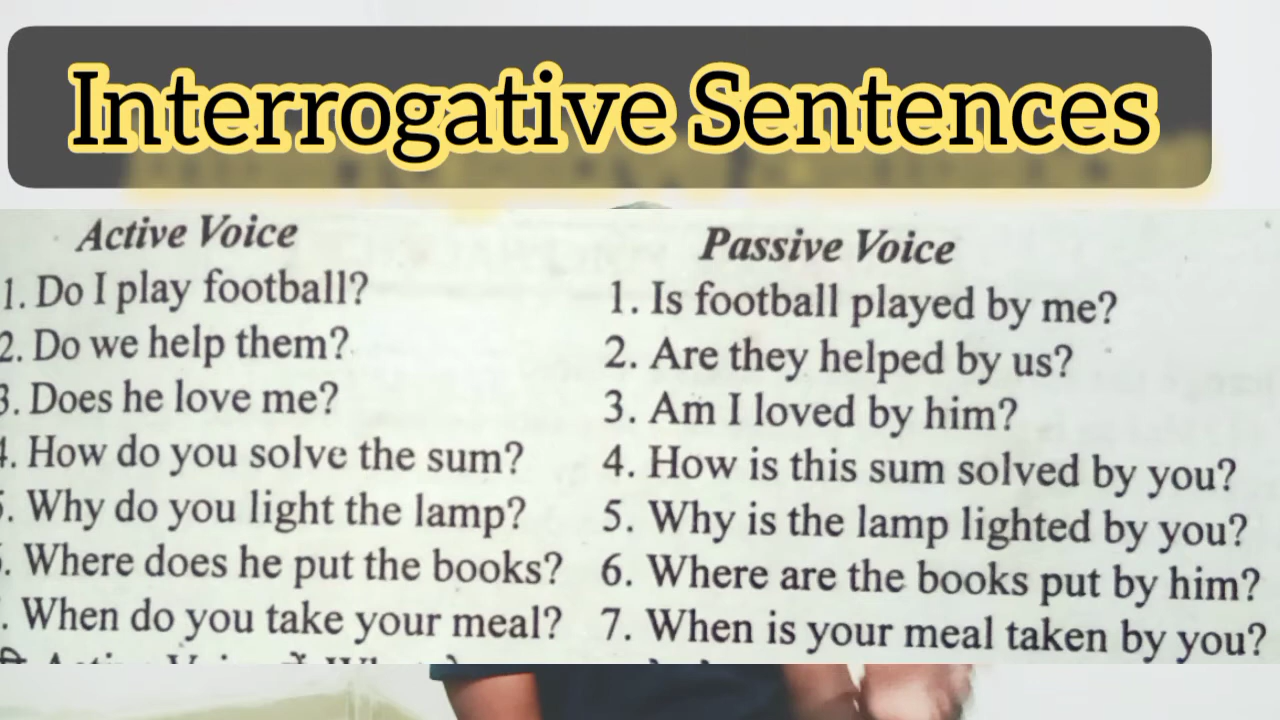 Interrogative Sentences
Active Voice
1. Do I play football?
2. Do we help them?
3. Does he love me?
4. How do you solve the sum?
. Why do you light the lamp?
. Where does he put the books?
. When do you take your meal?
Passive Voice
1. Is football played by me?
2. Are they helped by us?
3. Am I loved by him?
4. How is this sum solved by you?
5. Why is the lamp lighted by you?
6. Where are the books put by him?
7. When is your meal taken by you?